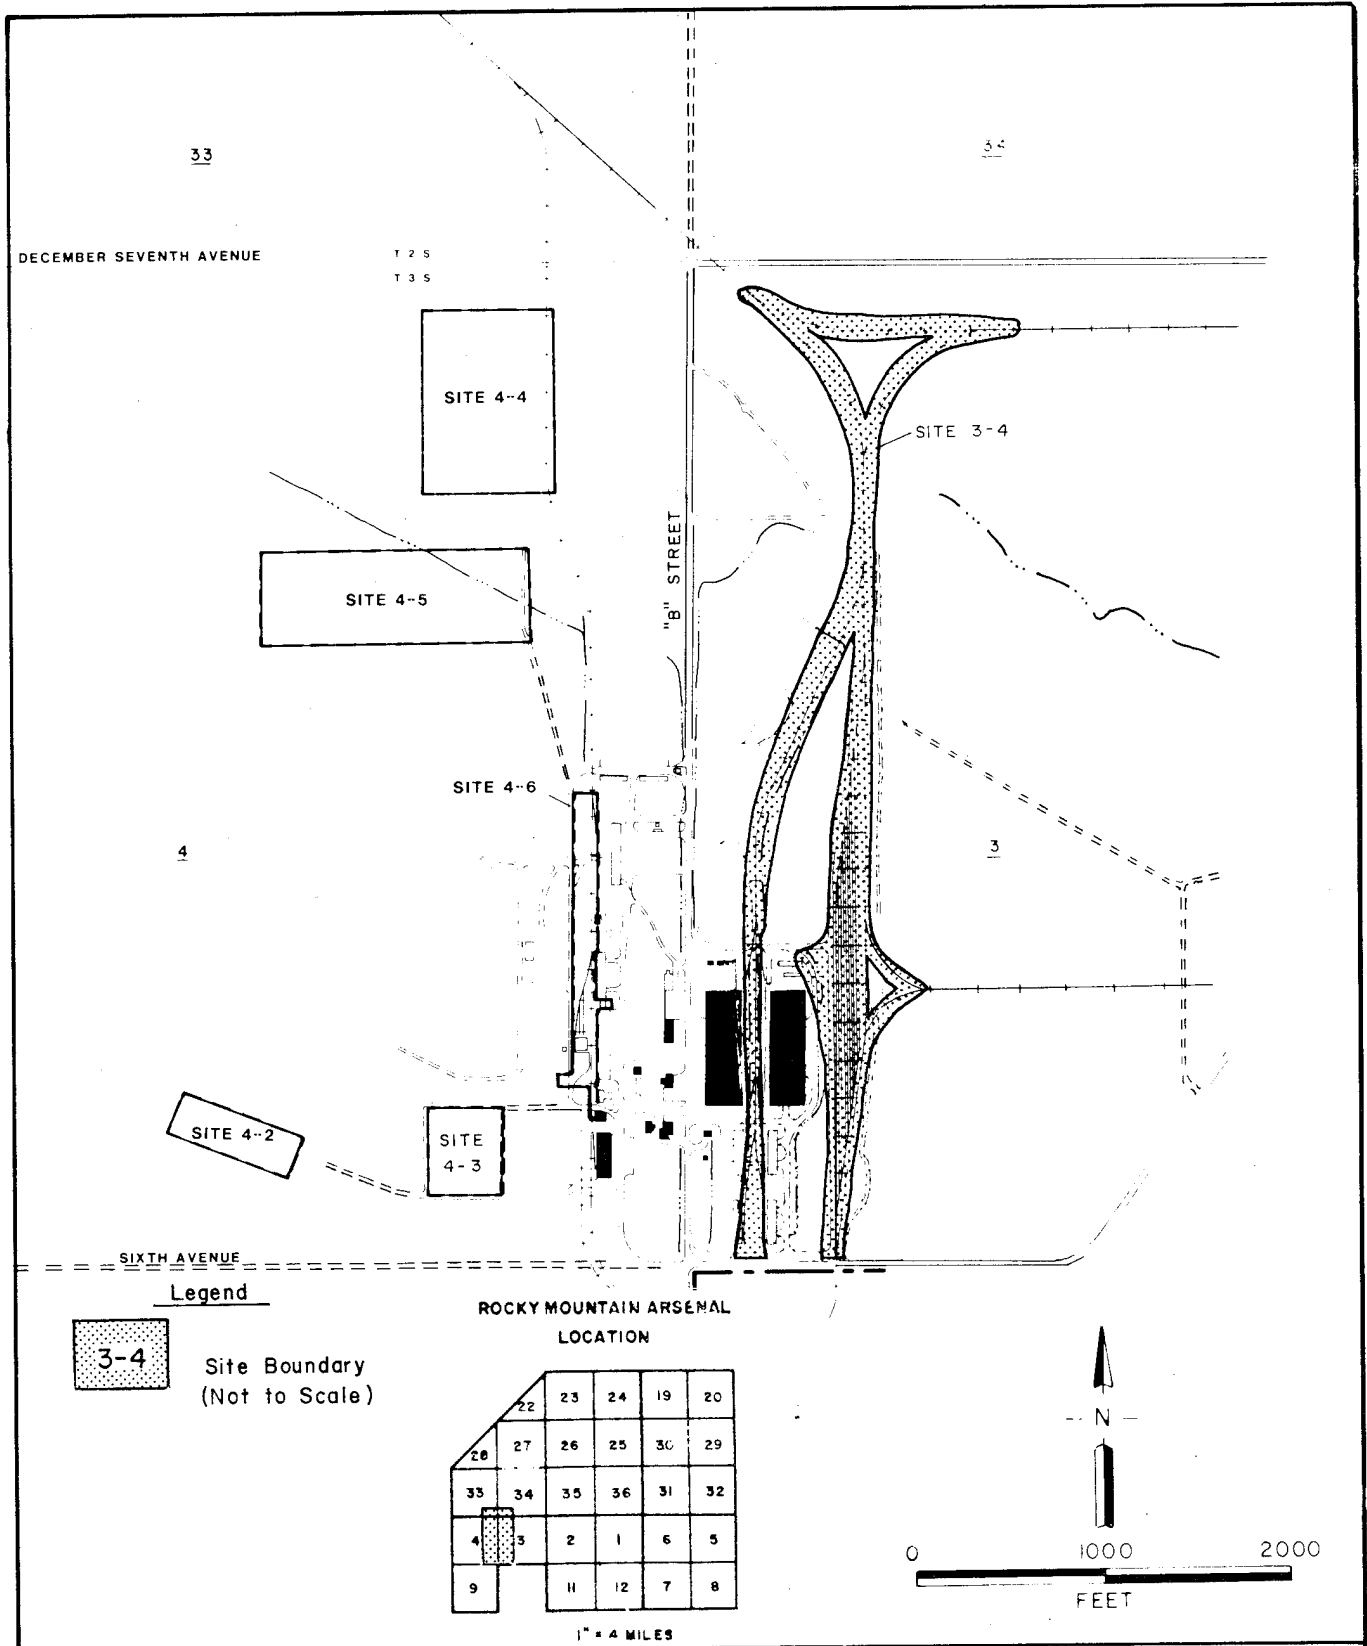 33
34
DECEMBER SEVENTH AVENUE
T 2 S
T 3 S
SITE 4-4
SITE 3-4
"B" STREET
SITE 4-5
SITE 4-6
4
3
SITE 4-2
SITE
4-3
SIXTH AVENUE
Legend
3-4
Site Boundary
(Not to Scale)
ROCKY MOUNTAIN ARSENAL
LOCATION
22 23 24 19 20
28 27 26 25 30 29
33 34 35 36 31 32
4 3 2 1 6 5
9 11 12 7 8
1" = 4 MILES
N
0 1000 2000
FEET